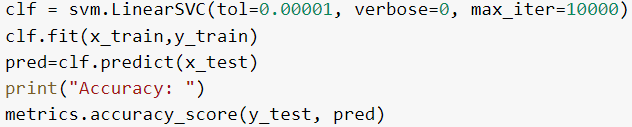 clf = svm.LinearSVC(tol=0.00001, verbose=0, max_iter=10000)
clf.fit(x_train,y_train)
pred=clf.predict(x_test)
print("Accuracy: ")
metrics.accuracy_score(y_test, pred)